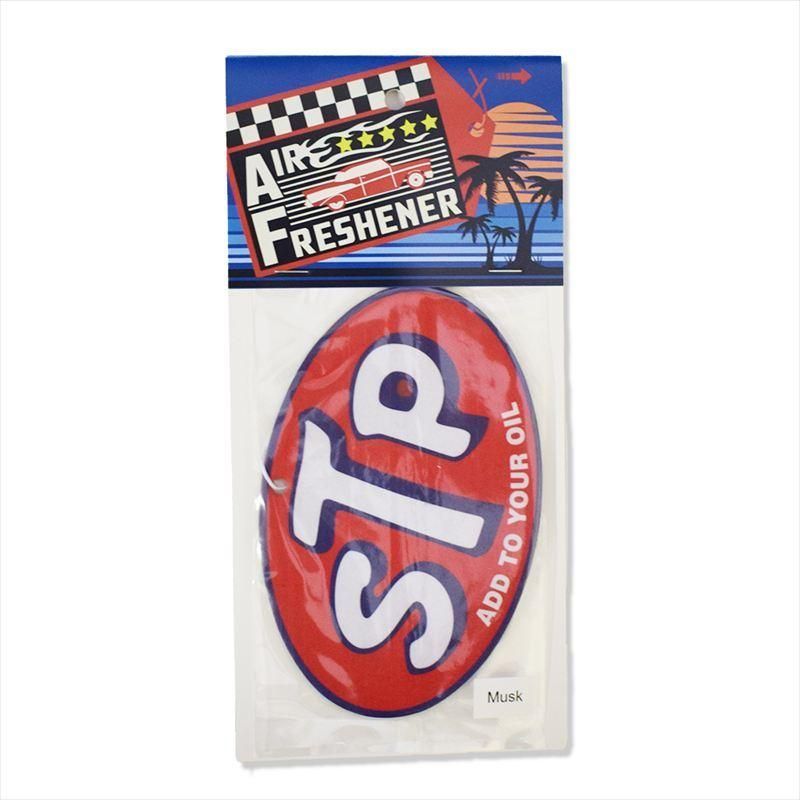 AIR
FRESHENER
STP
ADD TO YOUR OIL
Musk